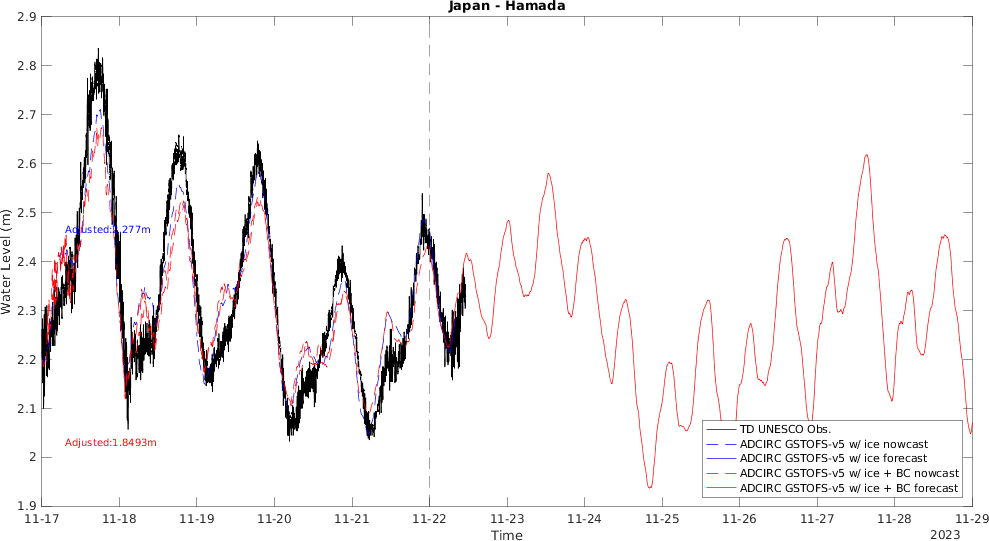 Japan - Hamada
2.9
2.8
2.7
2.6
2.5
2.4
2.3
2.2
2.1
2
1.9
Water Level (m)
Adjusted:1.277m
Adjusted:1.8493m
TD UNESCO Obs.
ADCIRC GSTOFS-v5 w/ ice nowcast
ADCIRC GSTOFS-v5 w/ ice forecast
ADCIRC GSTOFS-v5 w/ ice + BC nowcast
ADCIRC GSTOFS-v5 w/ ice + BC forecast
11-17 11-18 11-19 11-20 11-21 11-22 11-23 11-24 11-25 11-26 11-27 11-28 11-29
Time
2023